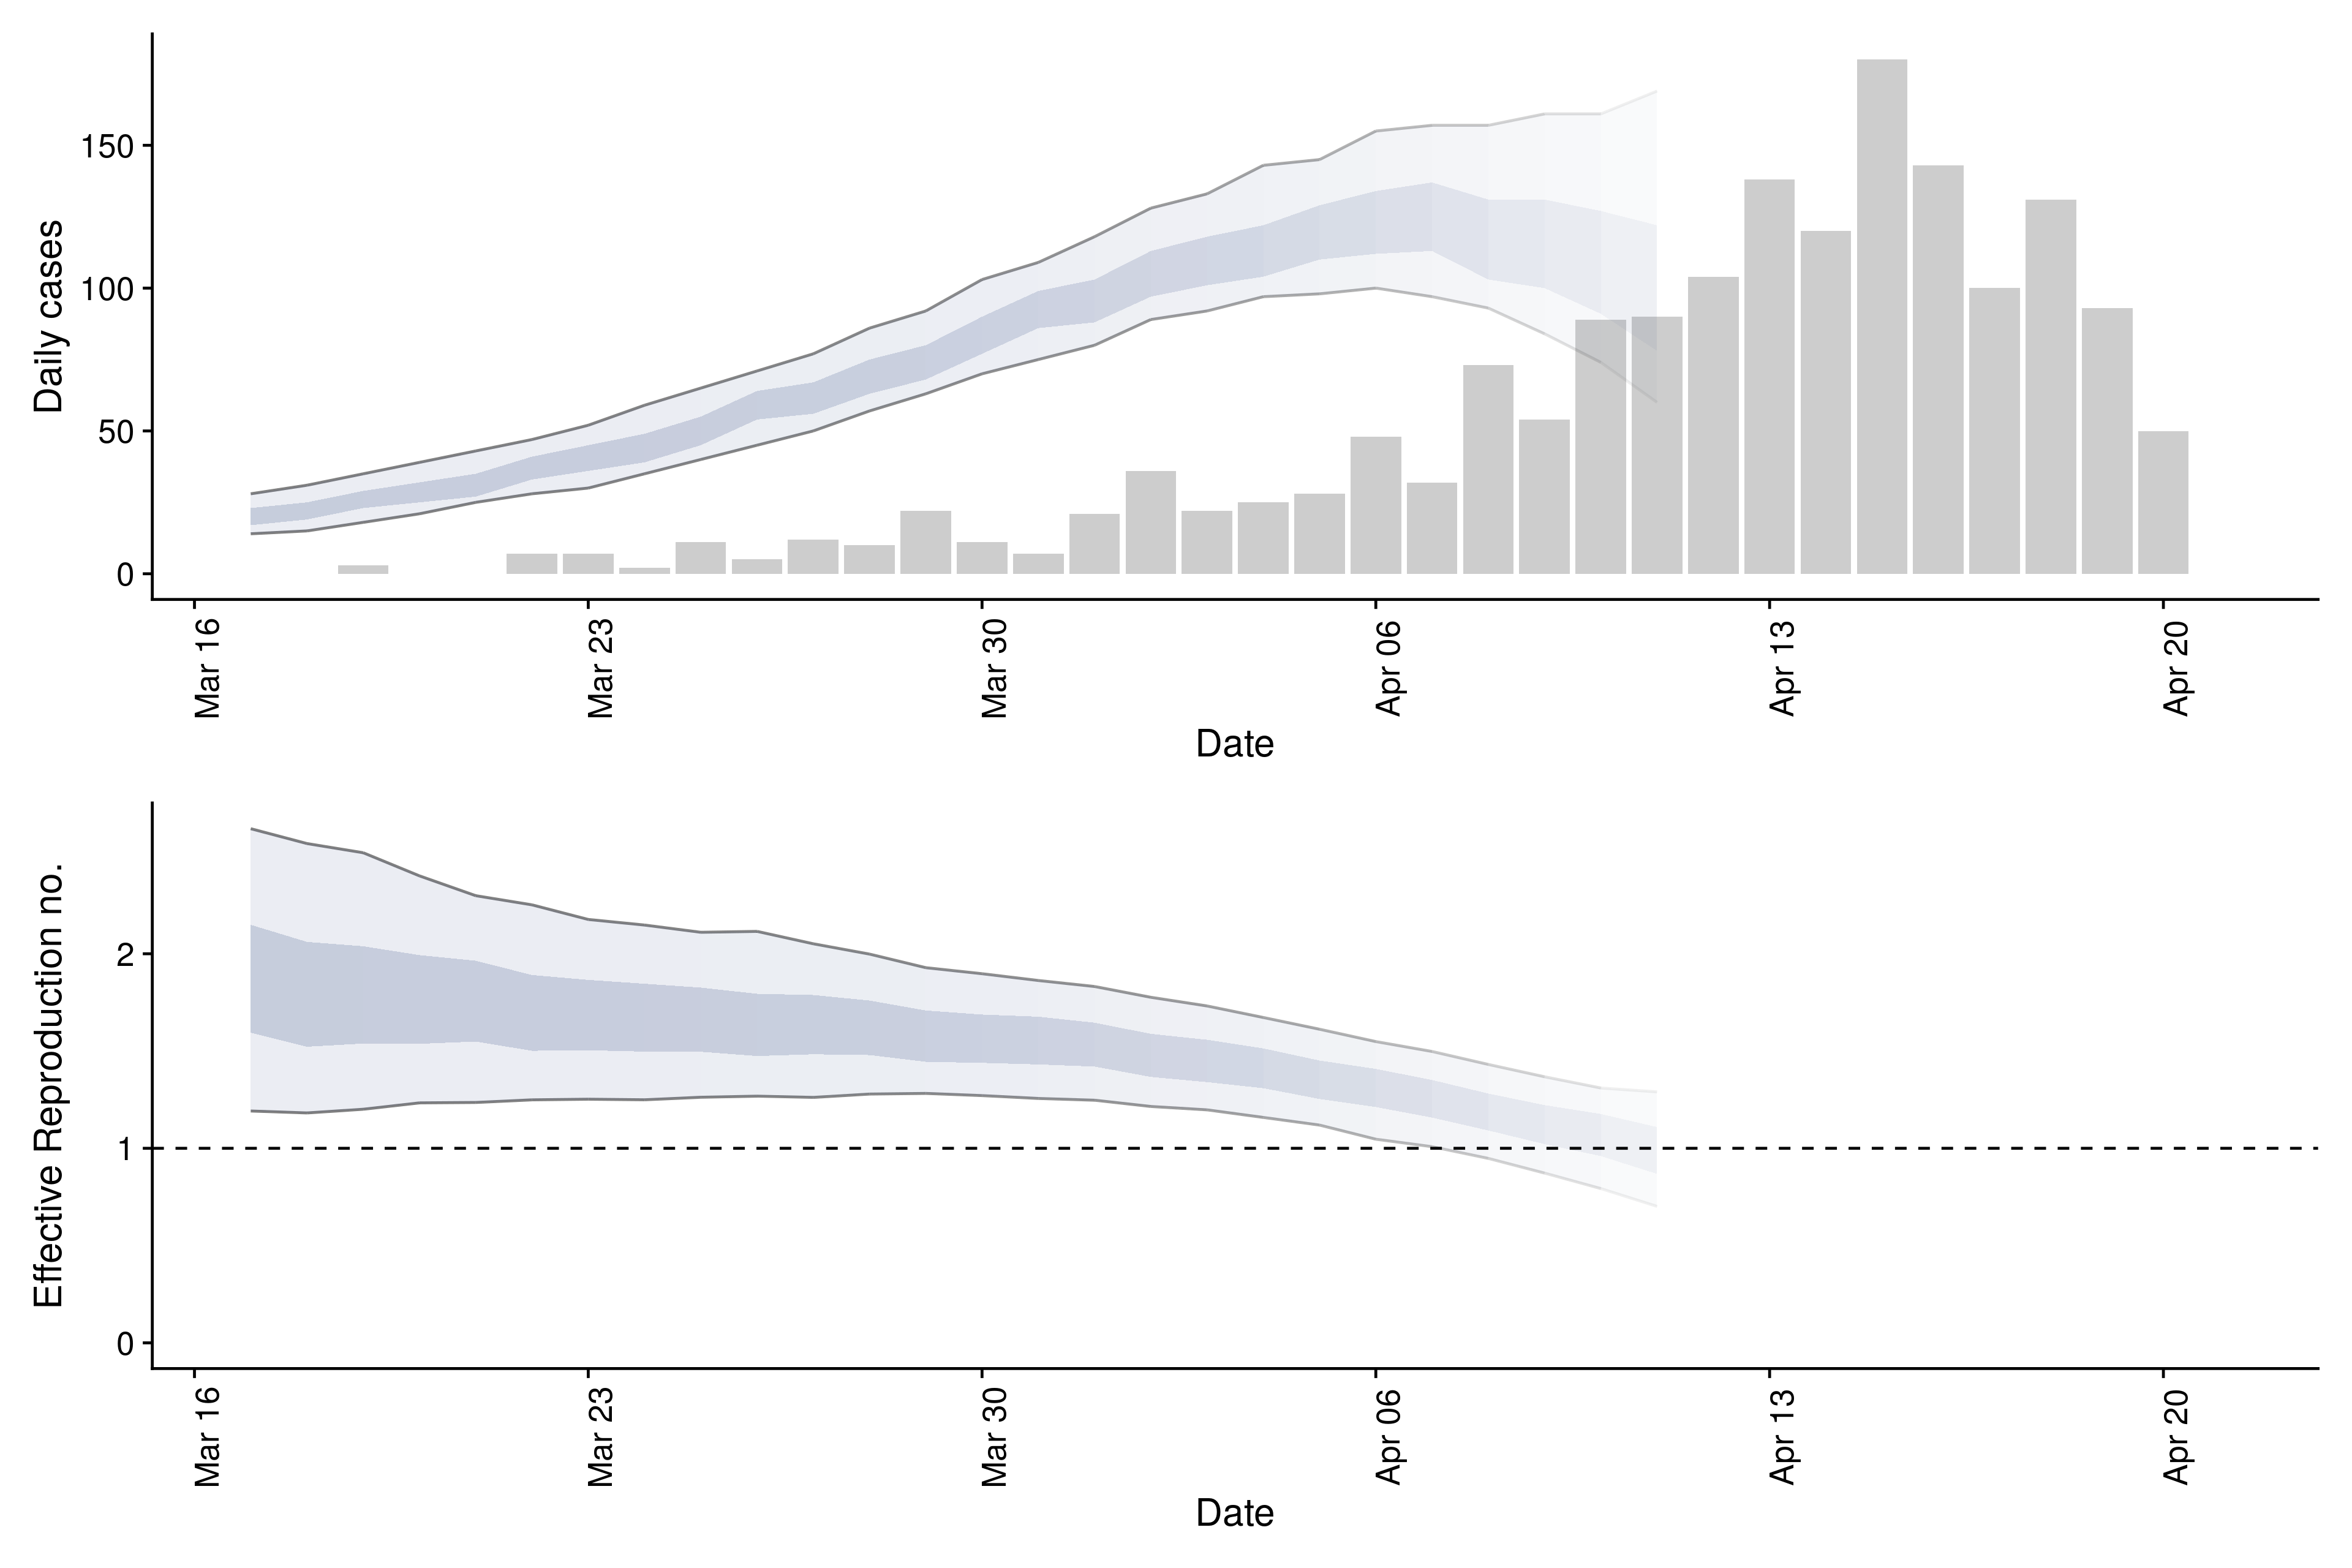 Daily cases
150
100
50
0
Mar 16
Mar 23
Mar 30
Apr 06
Apr 13
Apr 20
Date
Effective Reproduction no.
2
1
0
Mar 16
Mar 23
Mar 30
Apr 06
Apr 13
Apr 20
Date